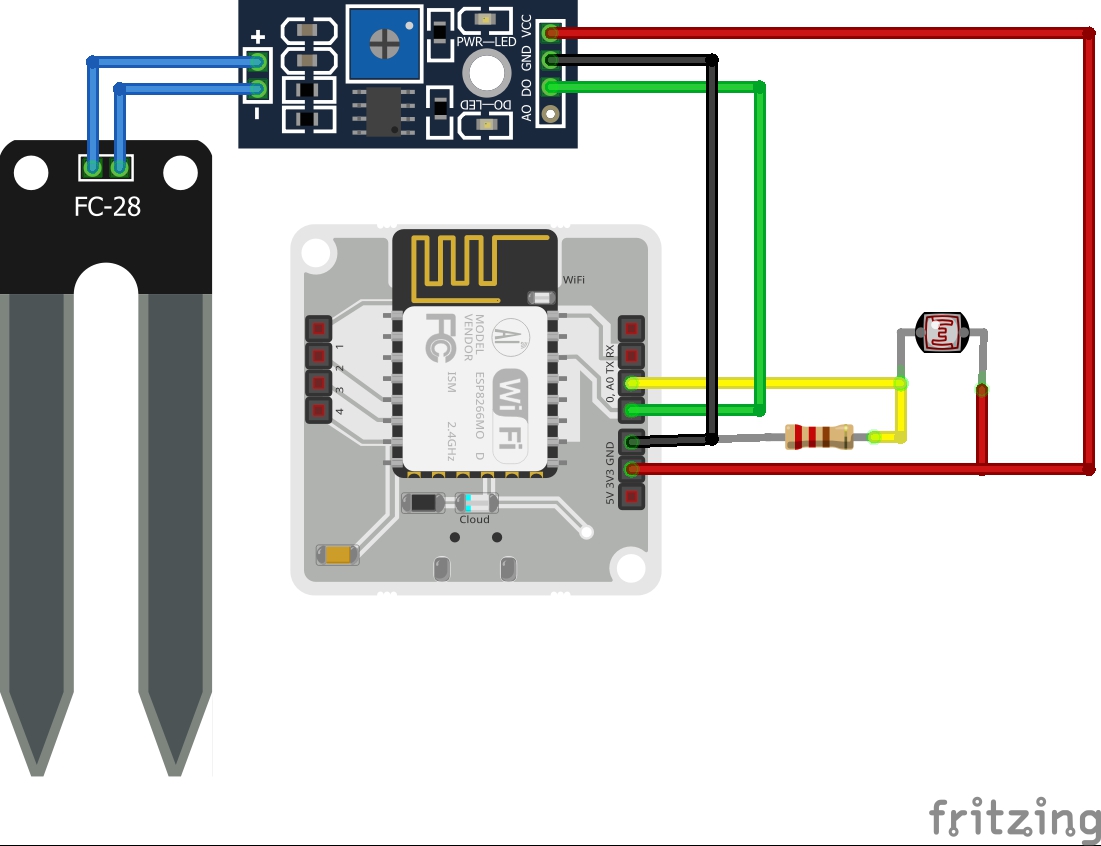 +
-
PWR—LED
DO—LED
VCC
GND
DO
AO
FC-28
WiFi
1
2
3
4
MODEL
VENDOR
ESP8266MO D
ISM 2.4GHz
FC
AI
Wi Fi
0, A0 TX RX
5V 3V3 GND
Cloud
fritzing